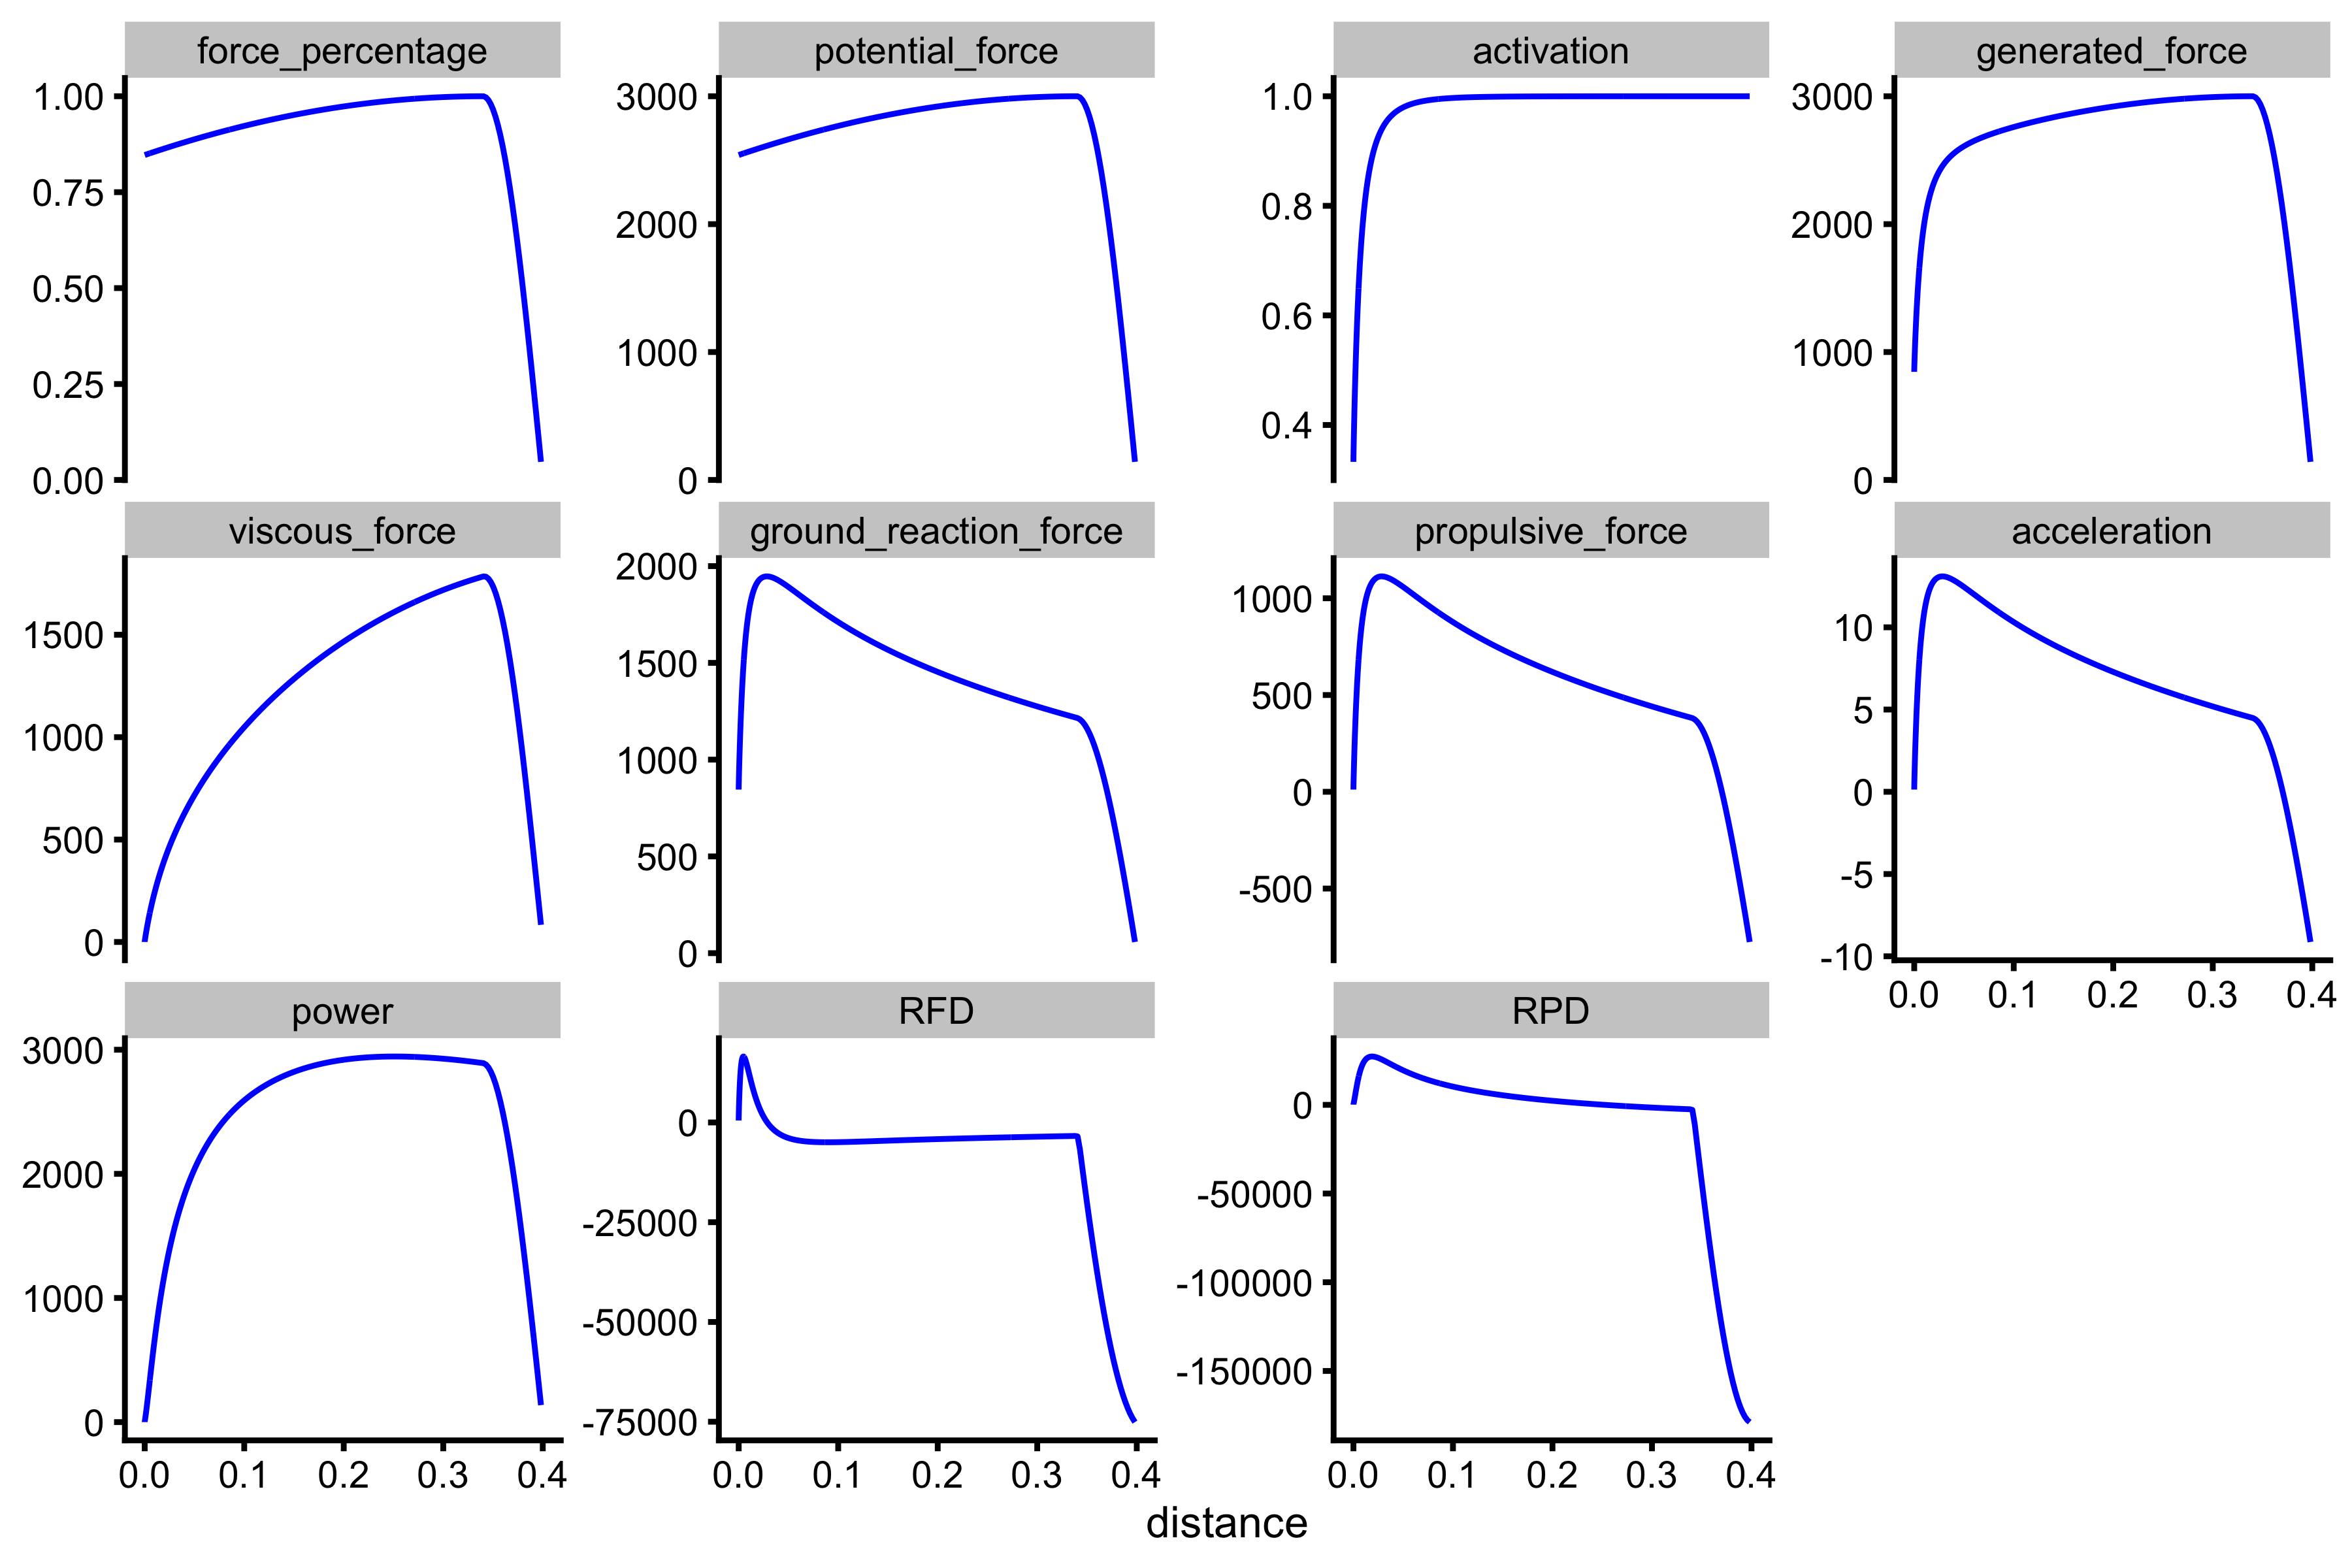 force_percentage
potential_force
activation
generated_force
1.00
0.75
0.50
0.25
0.00
3000
2000
1000
0
1.0
0.8
0.6
0.4
3000
2000
1000
0
viscous_force
ground_reaction_force
propulsive_force
acceleration
1500
1000
500
0
2000
1500
1000
500
0
1000
500
0
-500
10
5
0
-5
-10
0.0 0.1 0.2 0.3 0.4
power
RFD
RPD
3000
2000
1000
0
0
-25000
-50000
-75000
0
-50000
-100000
-150000
0.0 0.1 0.2 0.3 0.4
0.0 0.1 0.2 0.3 0.4
0.0 0.1 0.2 0.3 0.4
distance